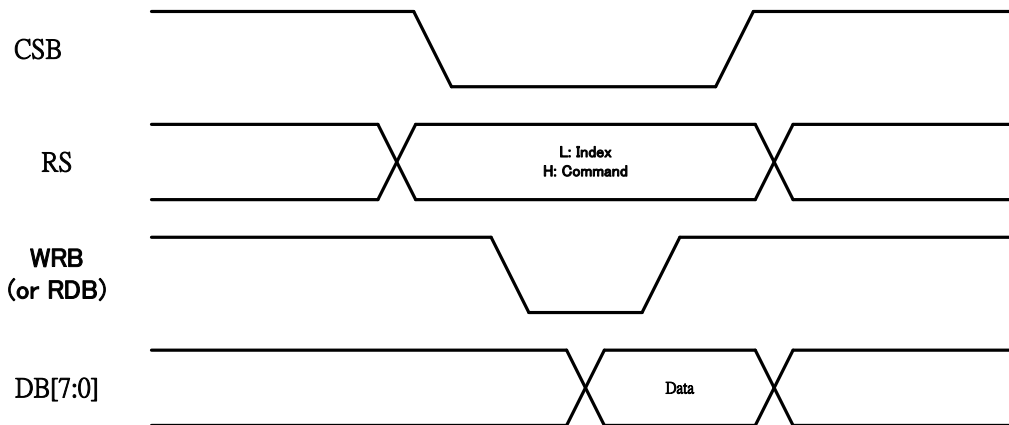 CSB
RS
L: Index
H: Command
WRB
(or RDB)
DB[7:0]
Data